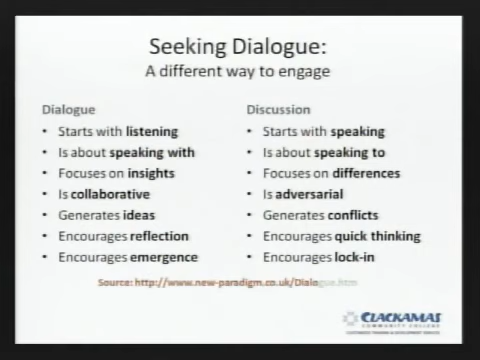 Seeking Dialogue:
A different way to engage
Dialogue
• Starts with listening
• Is about speaking with
• Focuses on insights
• Is collaborative
• Generates ideas
• Encourages reflection
• Encourages emergence
Discussion
• Starts with speaking
• Is about speaking to
• Focuses on differences
• Is adversarial
• Generates conflicts
• Encourages quick thinking
• Encourages lock-in
Source: http://www.new-paradigm.co.uk/Dialogue.htm
CLACKAMAS
COMMUNITY COLLEGE